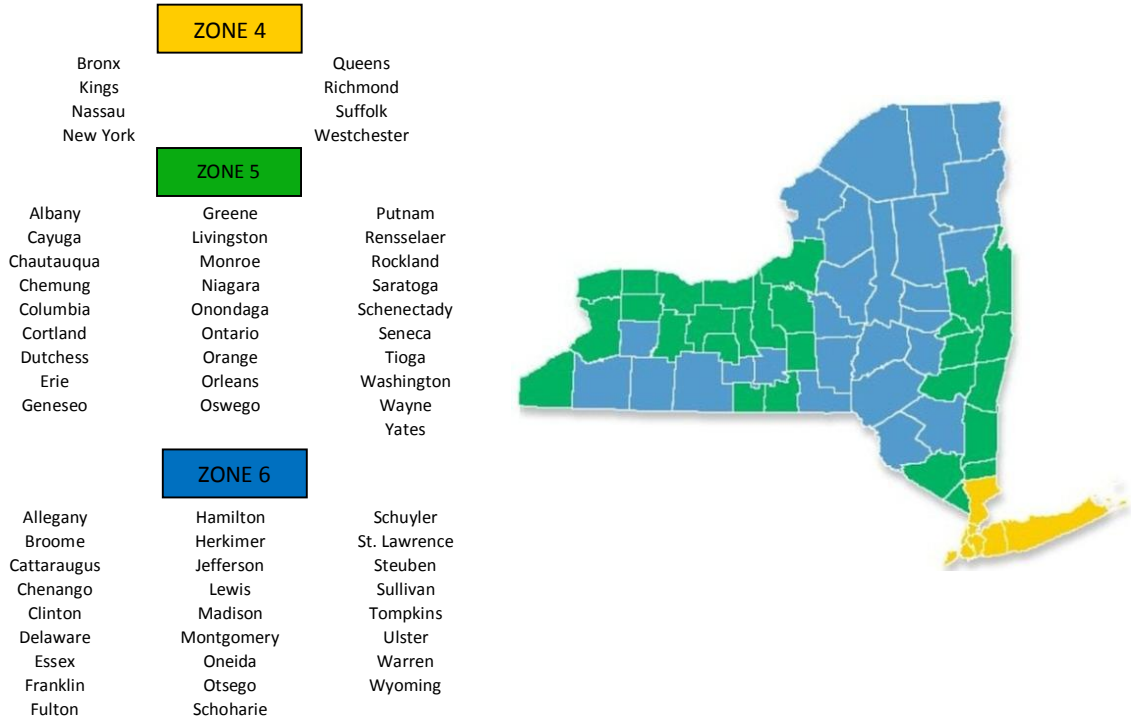 ZONE 4
Bronx Queens
Kings Richmond
Nassau Suffolk
New York Westchester
ZONE 5
Albany Greene Putnam
Cayuga Livingston Rensselaer
Chautauqua Monroe Rockland
Chemung Niagara Saratoga
Columbia Onondaga Schenectady
Cortland Ontario Seneca
Dutchess Orange Tioga
Erie Orleans Washington
Geneseo Oswego Wayne
Yates
ZONE 6
Allegany Hamilton Schuyler
Broome Herkimer St. Lawrence
Cattaraugus Jefferson Steuben
Chenango Lewis Sullivan
Clinton Madison Tompkins
Delaware Montgomery Ulster
Essex Oneida Warren
Franklin Otsego Wyoming
Fulton Schoharie